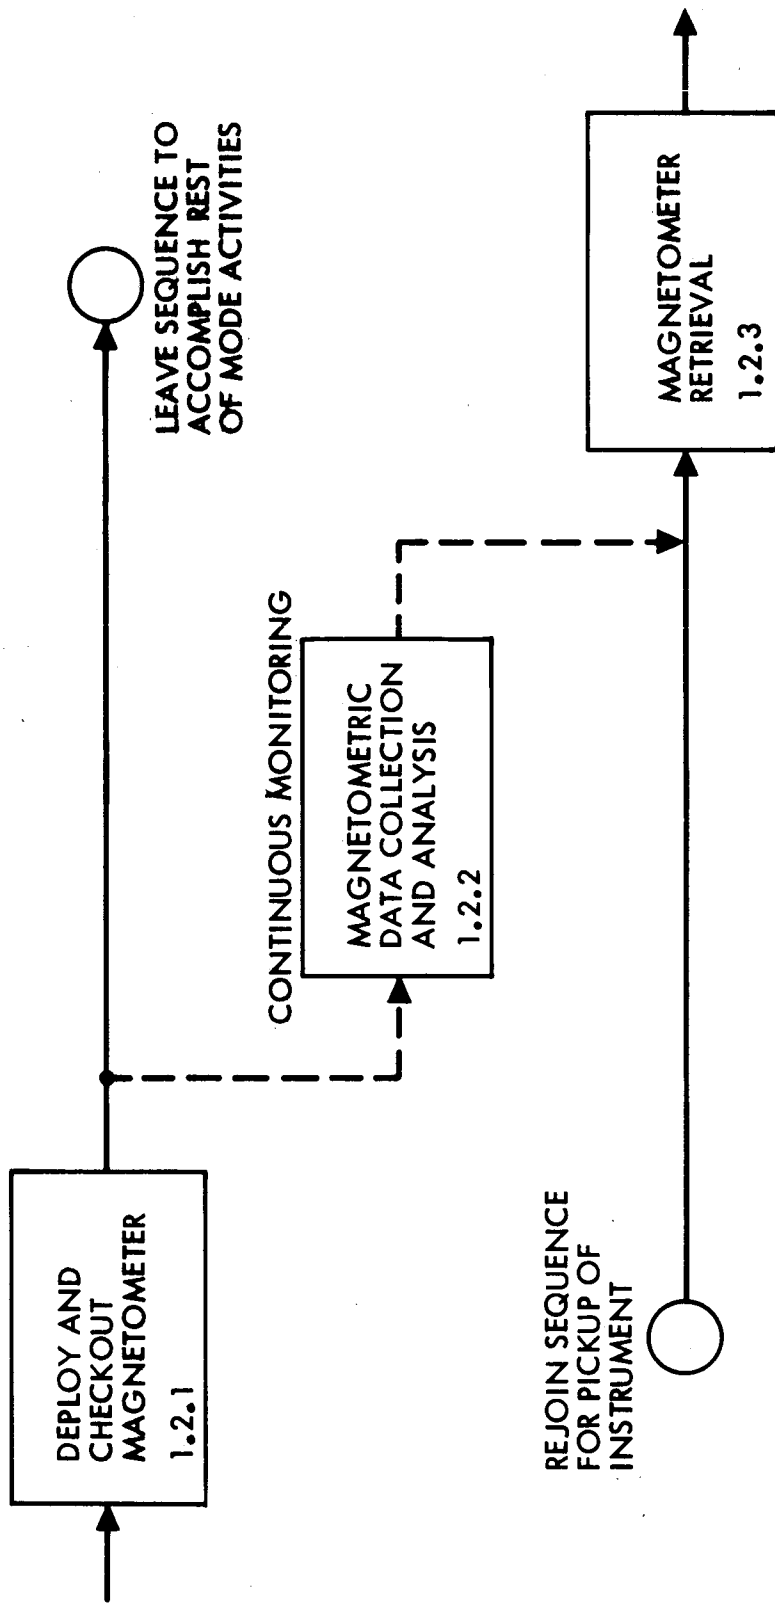 DEPLOY AND
CHECKOUT
MAGNETOMETER
1.2.1
LEAVE SEQUENCE TO
ACCOMPLISH REST
OF MODE ACTIVITIES
CONTINUOUS MONITORING
MAGNETOMETRIC
DATA COLLECTION
AND ANALYSIS
1.2.2
REJOIN SEQUENCE
FOR PICKUP OF
INSTRUMENT
MAGNETOMETER
RETRIEVAL
1.2.3